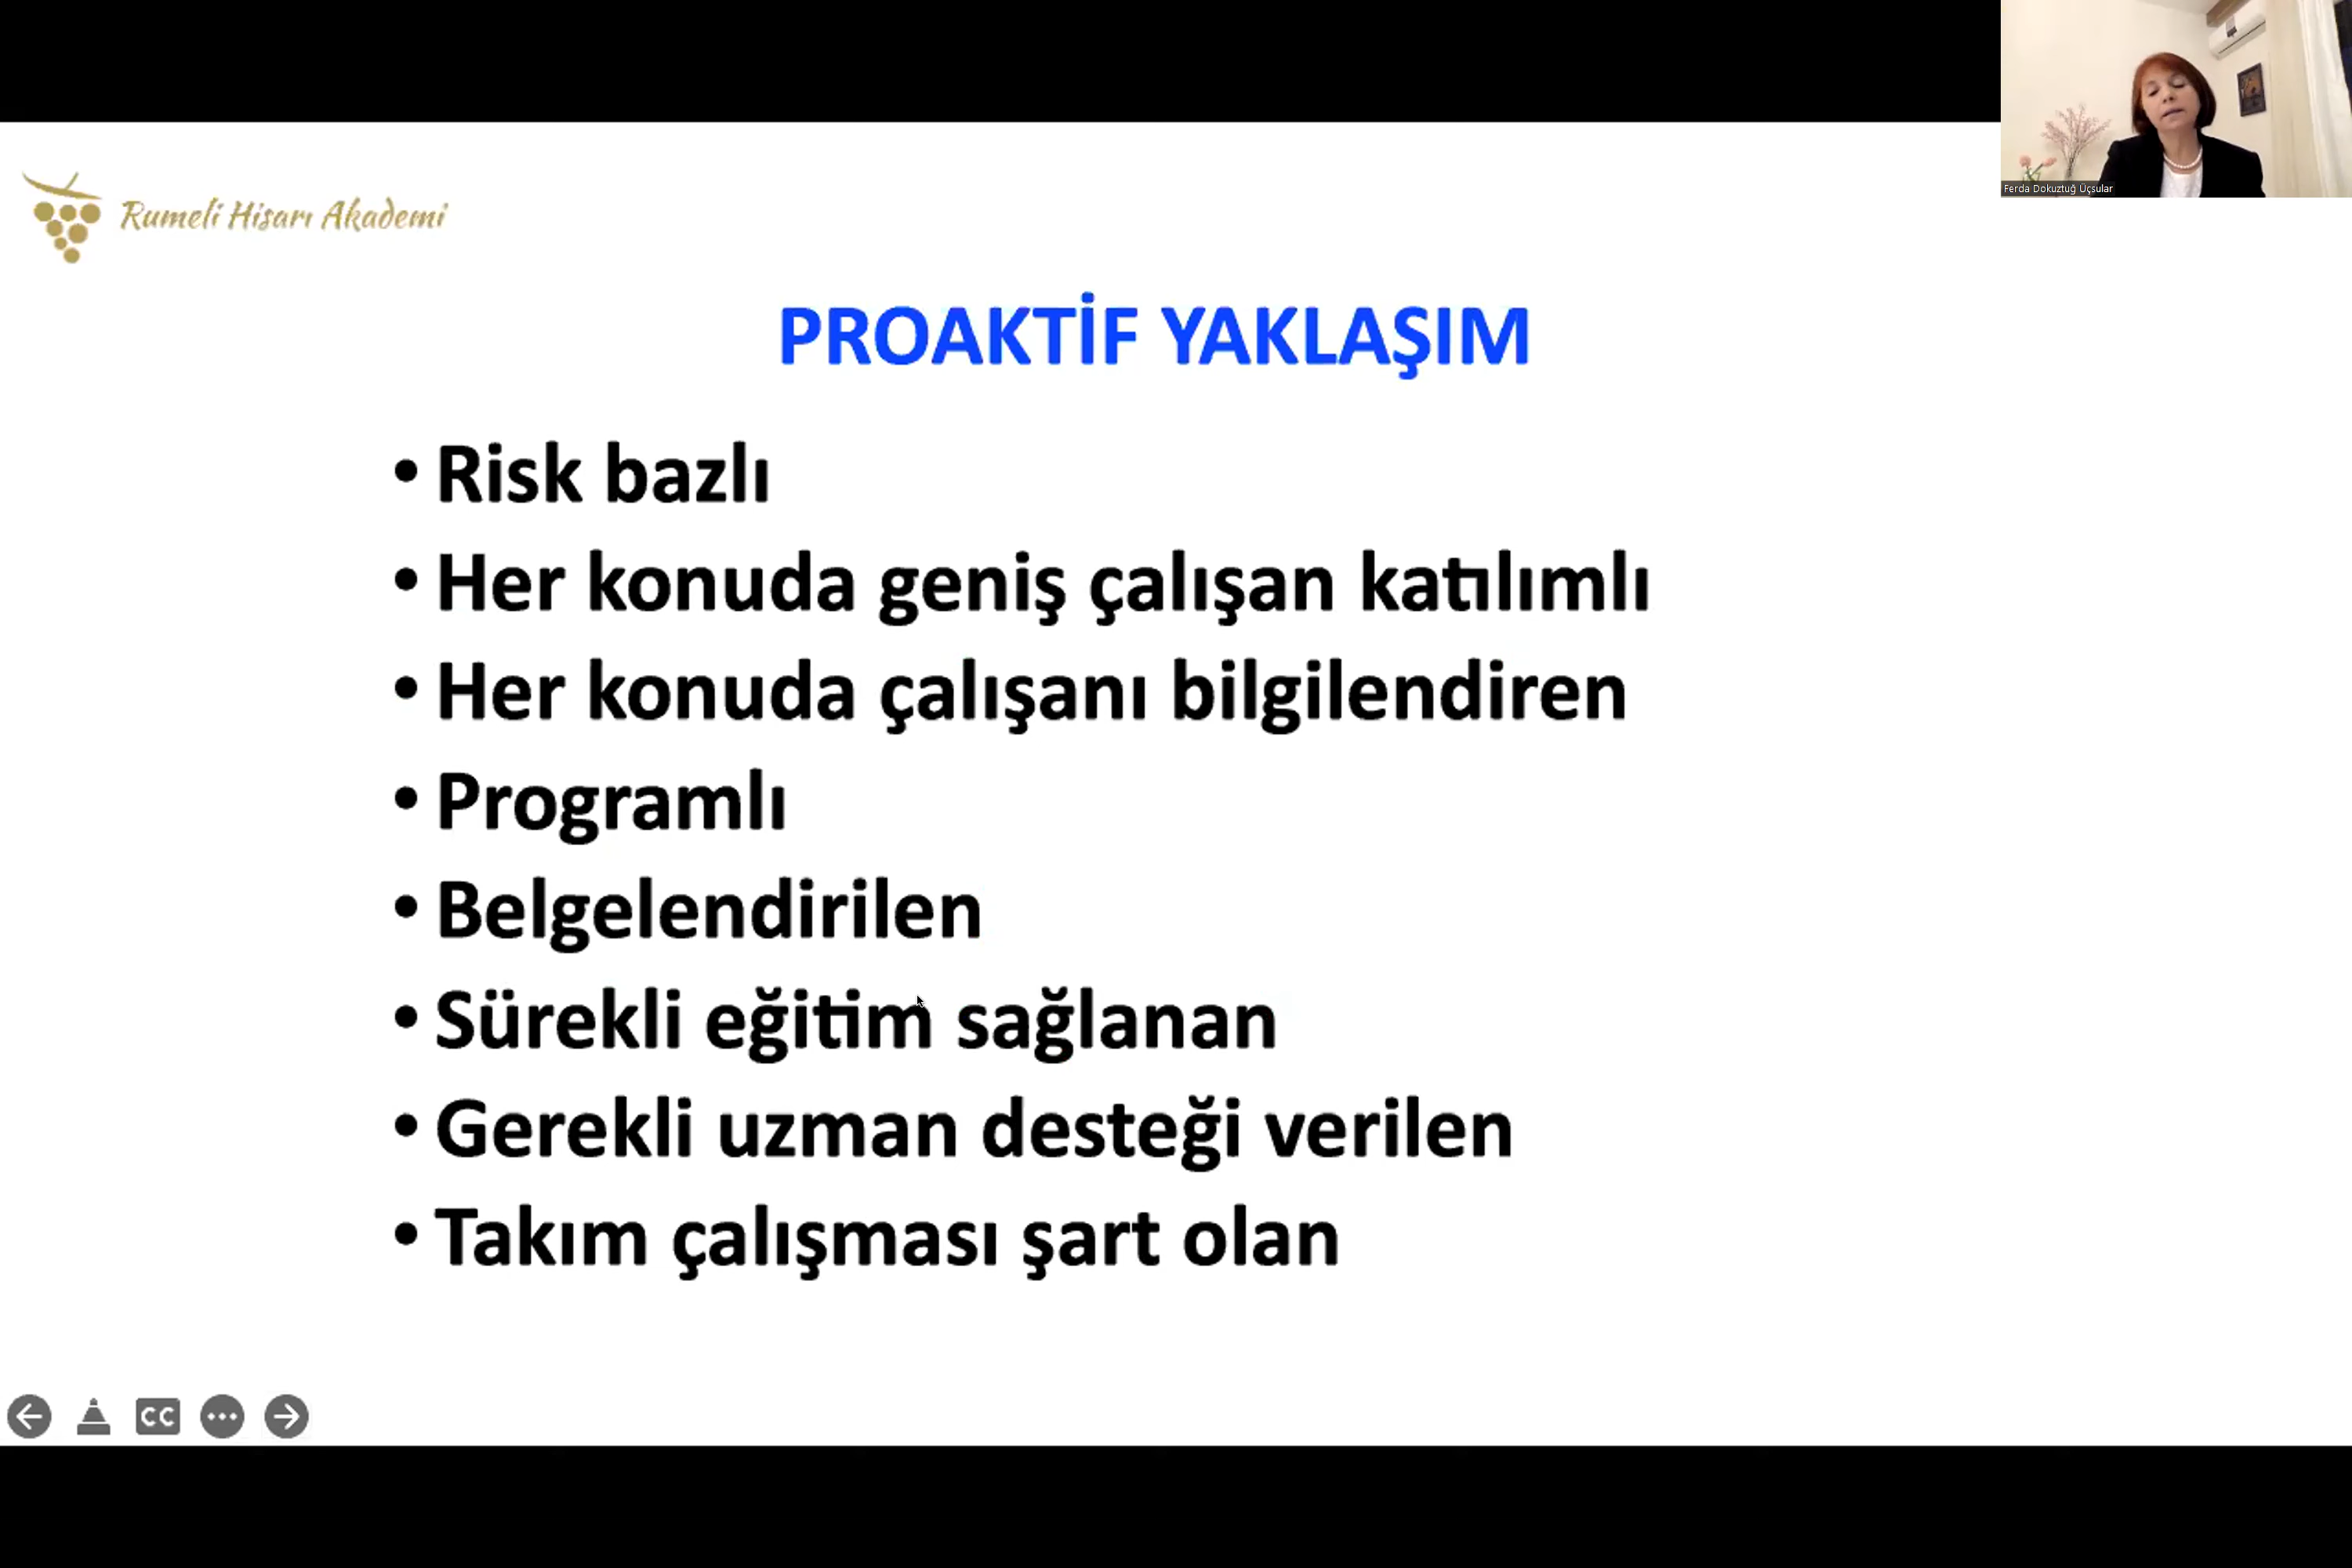 Ferda Dokuztuğ Üçsular
Rumeli Hisarı Akademi
PROAKTİF YAKLAŞIM
• Risk bazlı
• Her konuda geniş çalışan katılımlı
• Her konuda çalışanı bilgilendiren
• Programlı
• Belgelendirilen
• Sürekli eğitim sağlanan
• Gerekli uzman desteği verilen
• Takım çalışması şart olan
CC